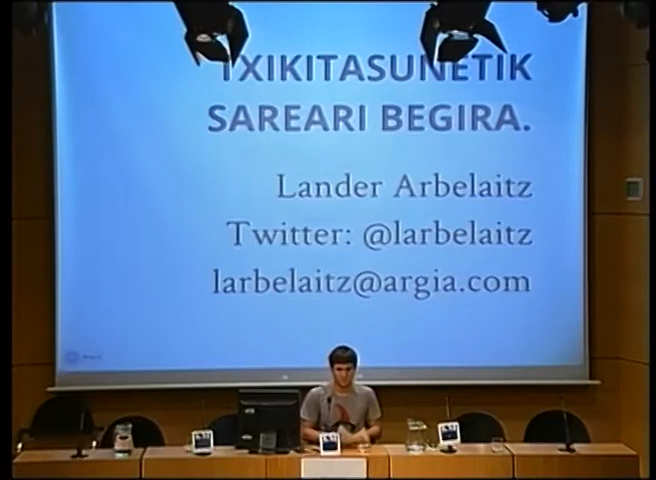 TXIKITASUNETIK
SAREARI BEGIRA.
Lander Arbelaitz
Twitter: @larbelaitz
larbelaitz@argia.com